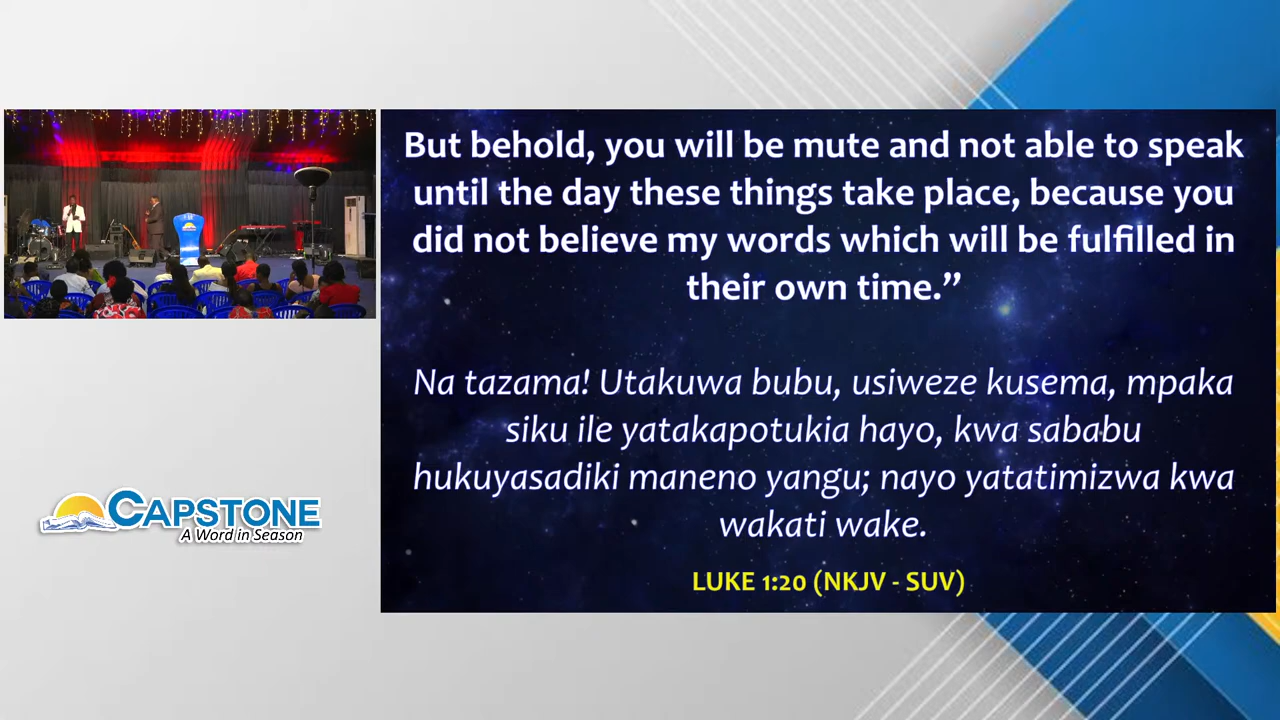 But behold, you will be mute and not able to speak
until the day these things take place, because you
did not believe my words which will be fulfilled in
their own time.”
Na tazama! Utakuwa bubu, usiweze kusema, mpaka
siku ile yatakapotukia hayo, kwa sababu
hukuyasadiki maneno yangu; nayo yatatimizwa kwa
wakati wake.
LUKE 1:20 (NKJV - SUV)
CAPSTONE
A Word in Season